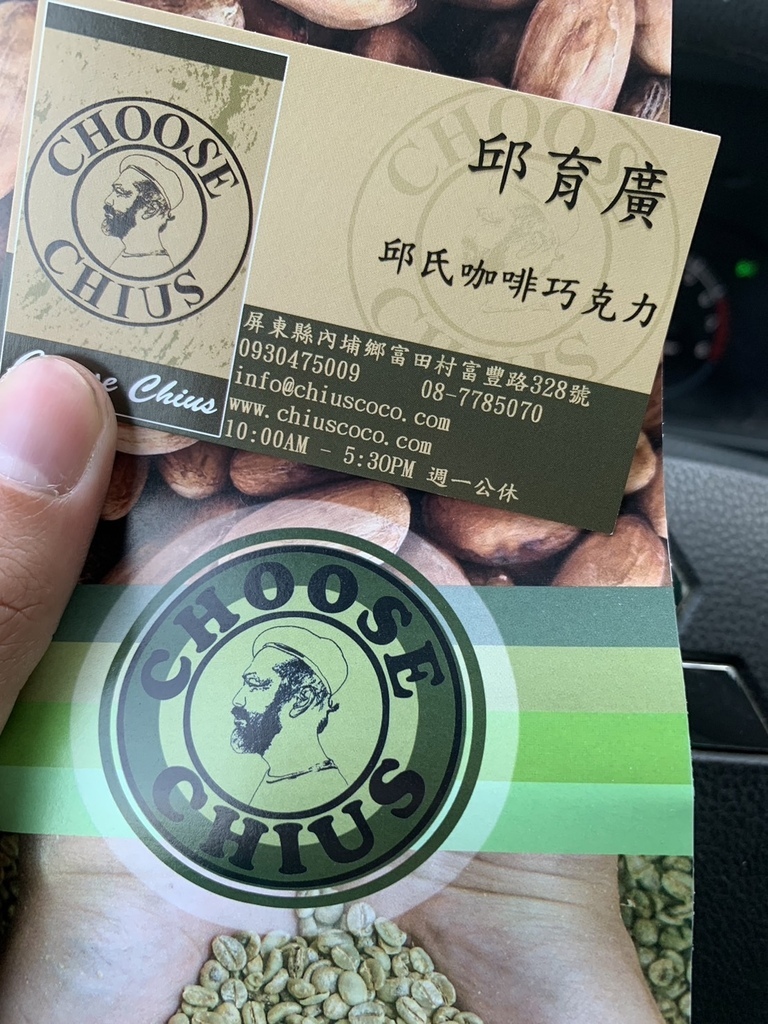 CHOOSE
CHIUS
Chius
邱育廣
邱氏咖啡巧克力
屏東縣內埔鄉富田村富豐路328號
0930475009 08-7785070
info@chiuscoco.com
www.chiuscoco.com
10:00AM - 5:30PM 週一公休
CHOOSE
CHIUS
CHOOSE
CHIUS